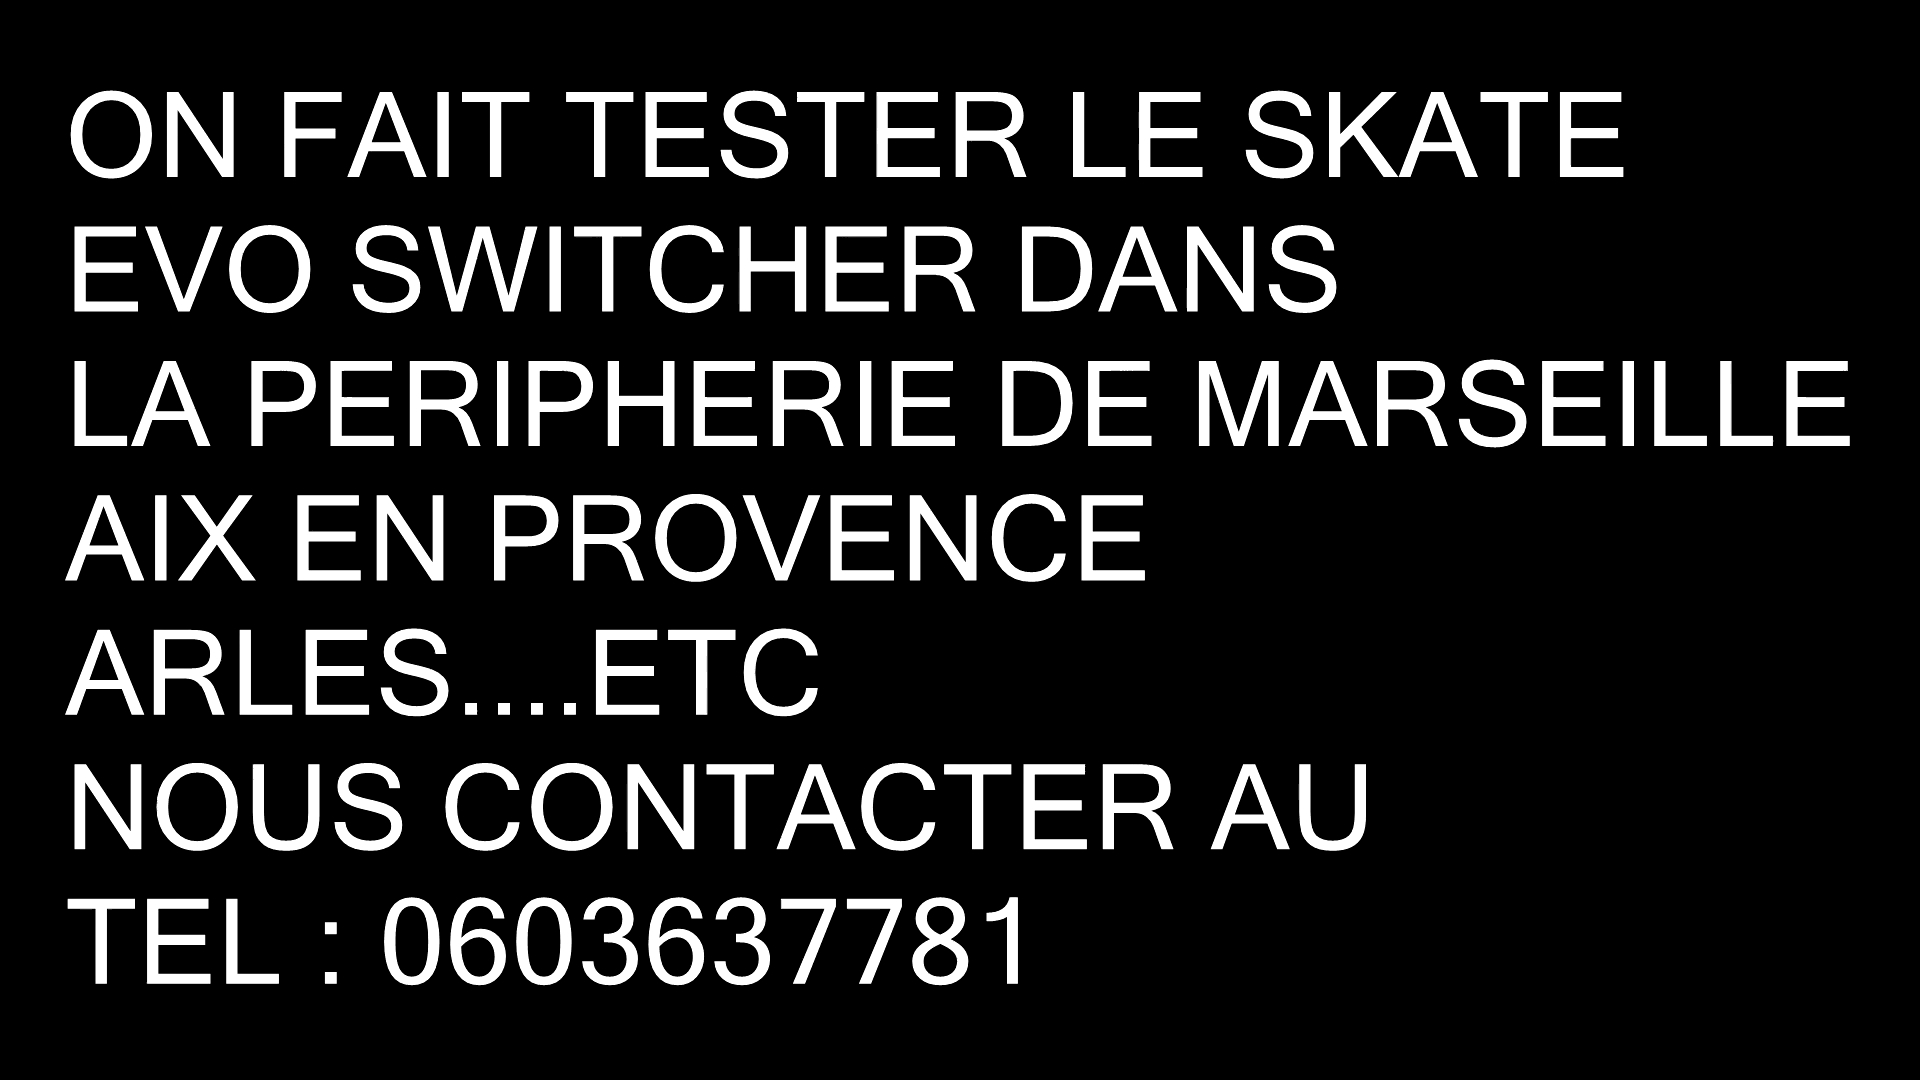 ON FAIT TESTER LE SKATE
EVO SWITCHER DANS
LA PERIPHERIE DE MARSEILLE
AIX EN PROVENCE
ARLES....ETC
NOUS CONTACTER AU
TEL : 0603637781